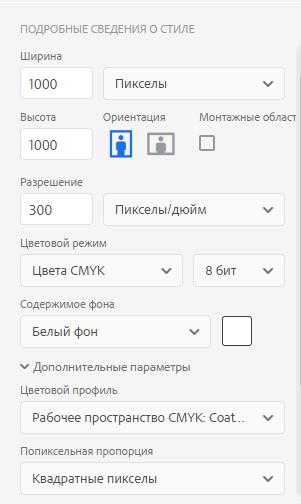 ПОДРОБНЫЕ СВЕДЕНИЯ О СТИЛЕ
Ширина
1000 Пикселы
Высота Ориентация Монтажные област
1000
Разрешение
300 Пикселы/дюйм
Цветовой режим
Цвета CMYK 8 бит
Содержимое фона
Белый фон
Дополнительные параметры
Цветовой профиль
Рабочее пространство CMYK: Coat...
Попиксельная пропорция
Квадратные пикселы